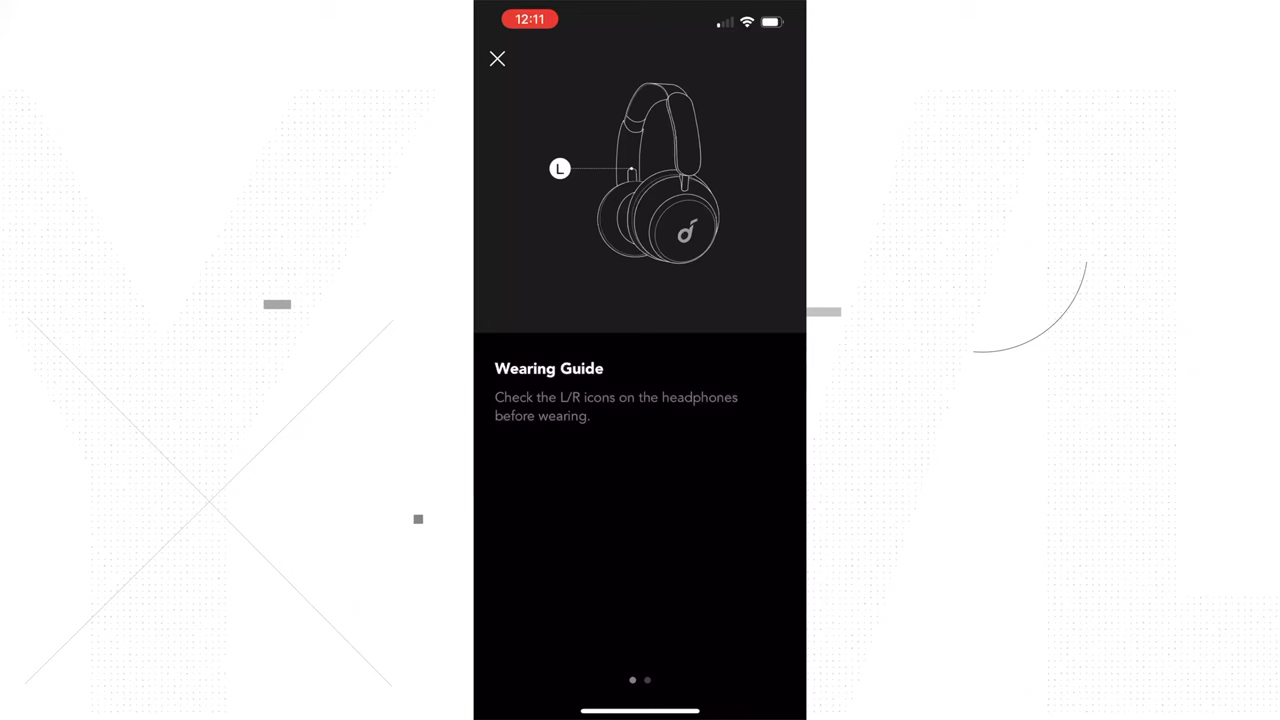 12:11
L
Wearing Guide
Check the L/R icons on the headphones
before wearing.